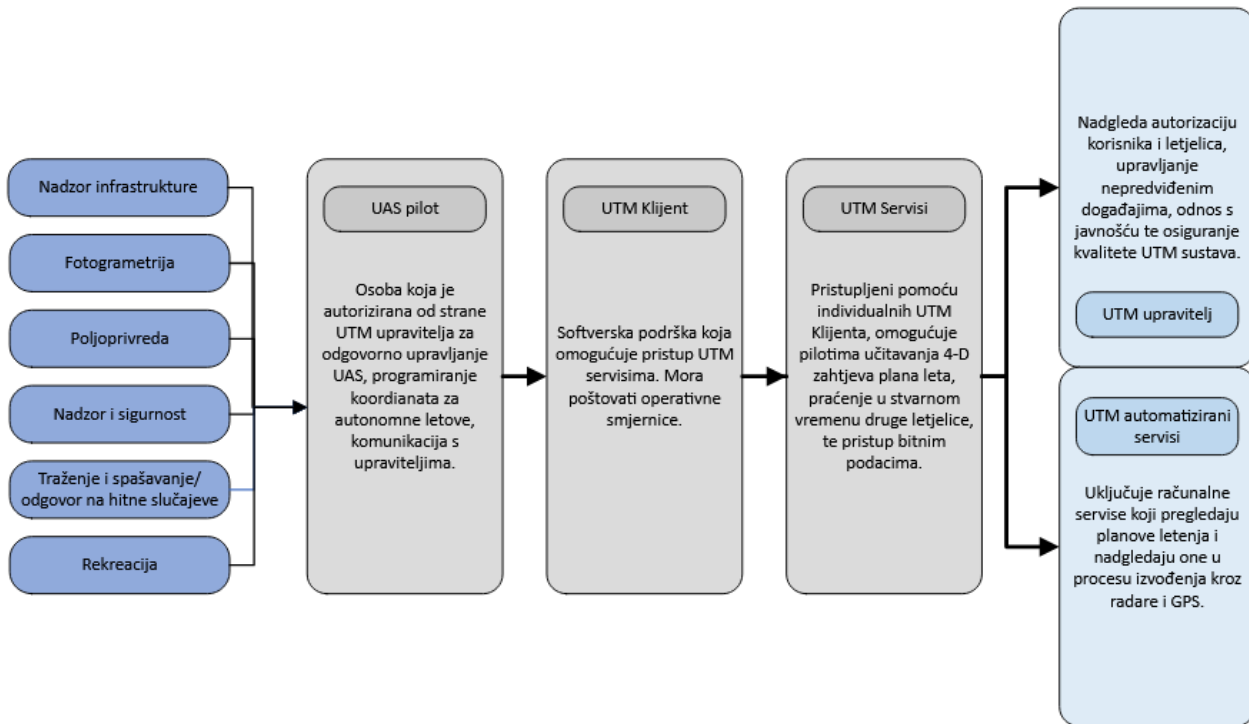 Nadzor infrastrukture
Fotogrametrija
Poljoprivreda
Nadzor i sigurnost
Traženje i spašavanje/
odgovor na hitne slučajeve
Rekreacija
UAS pilot
Osoba koja je
autorizirana od strane
UTM upravitelja za
odgovorno upravljanje
UAS, programiranje
koordianata za
autonomne letove,
komunikacija s
upraviteljima.
UTM Klijent
Softverska podrška koja
omogućuje pristup UTM
servisima. Mora
poštovati operativne
smjernice.
UTM Servisi
Pristupljeni pomoću
individualnih UTM
Klijenta, omogućuje
pilotima učitavanja 4-D
zahtjeva plana leta,
praćenje u stvarnom
vremenu druge letjelice,
te pristup bitnim
podacima.
Nadgleda autorizaciju
korisnika i letjelica,
upravljanje
nepredviđenim
događajima, odnos s
javnošću te osiguranje
kvalitete UTM sustava.
UTM upravitelj
UTM automatizirani
servisi
Uključuje računalne
servise koji pregledaju
planove letenja i
nadgledaju one u
procesu izvođenja kroz
radare i GPS.